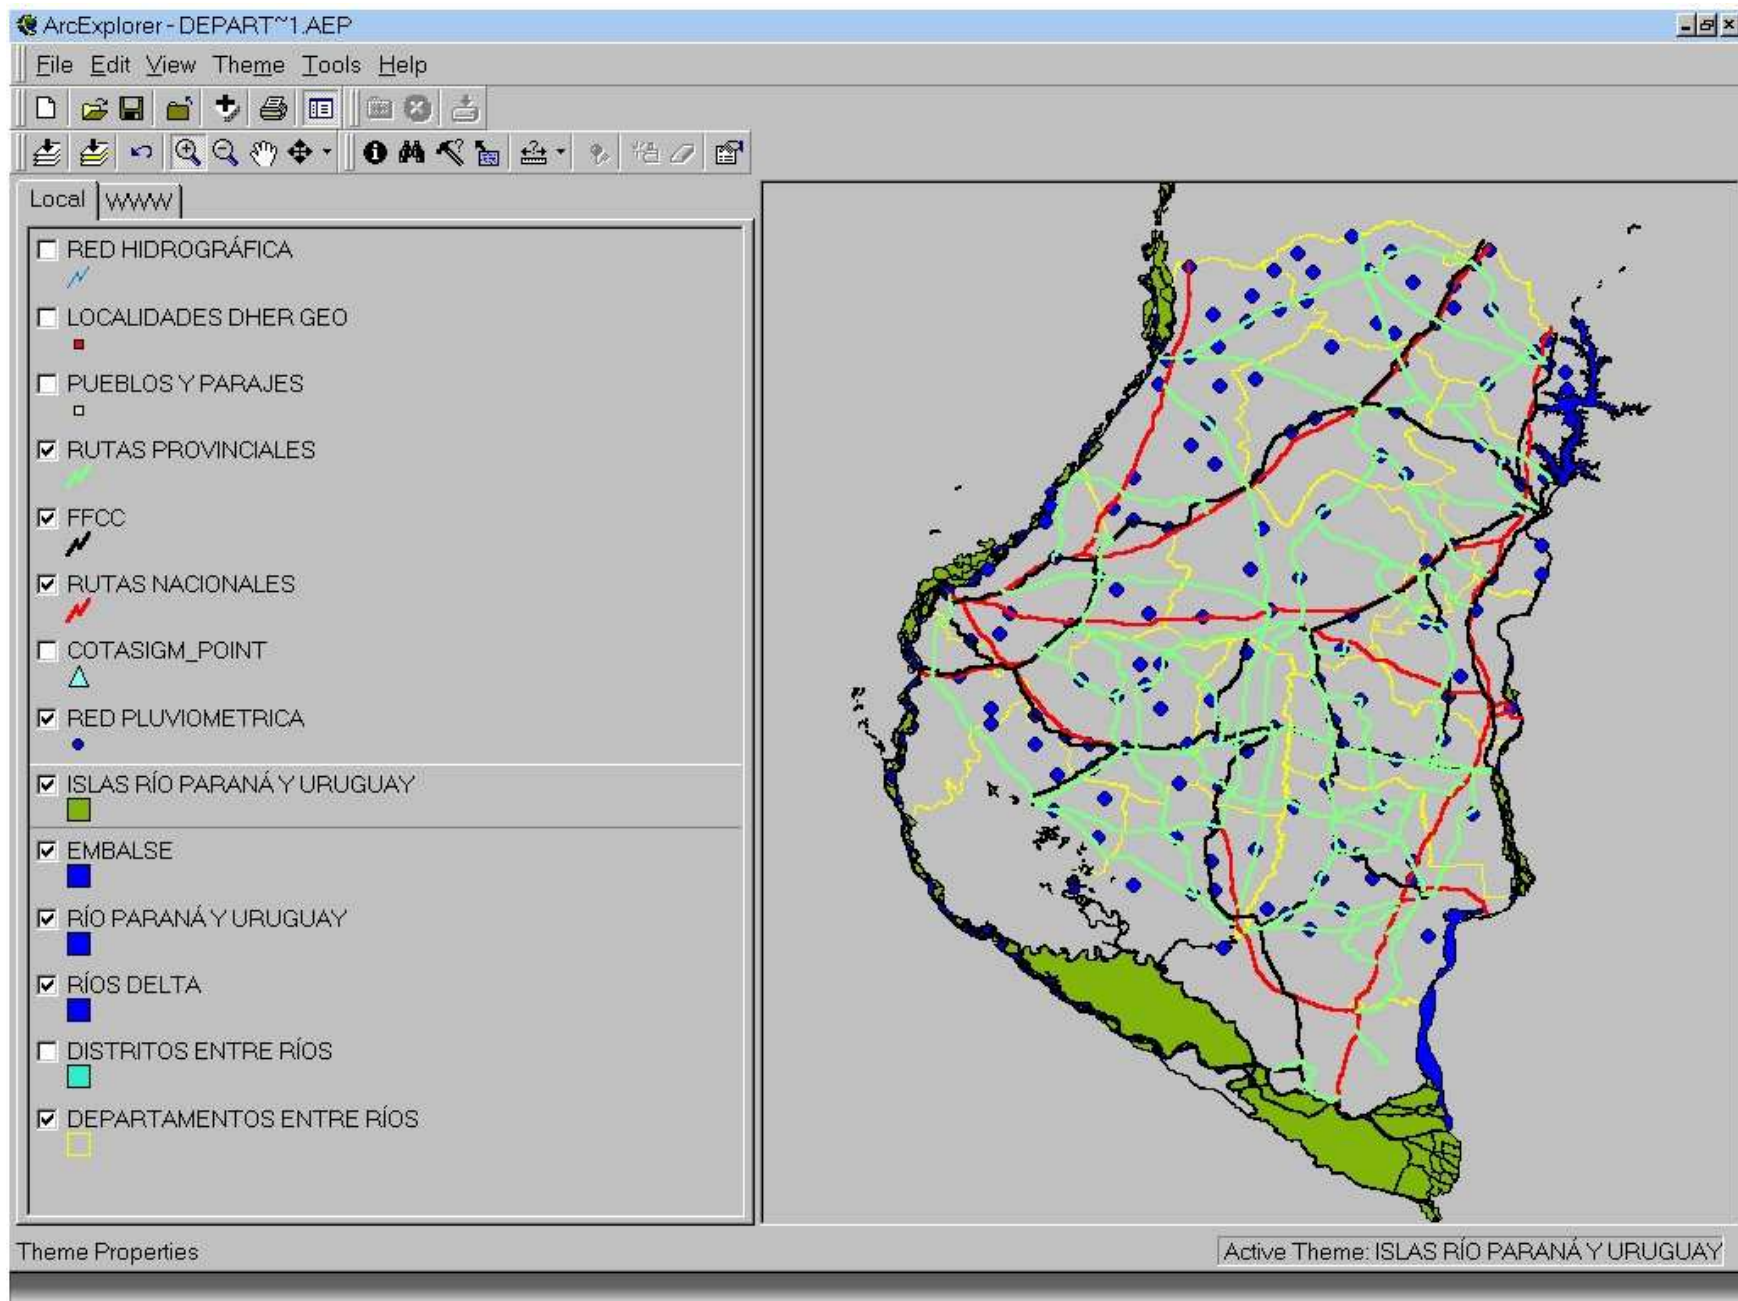 ArcExplorer - DEPART~1.AEP
File Edit View Theme Tools Help
Local WWW
RED HIDROGRÁFICA
LOCALIDADES DHER GEO
PUEBLOS Y PARAJES
RUTAS PROVINCIALES
FFCC
RUTAS NACIONALES
COTASIGM_POINT
RED PLUVIOMETRICA
ISLAS RÍO PARANÁ Y URUGUAY
EMBALSE
RÍO PARANÁ Y URUGUAY
RÍOS DELTA
DISTRITOS ENTRE RÍOS
DEPARTAMENTOS ENTRE RÍOS
Theme Properties
Active Theme: ISLAS RÍO PARANÁ Y URUGUAY